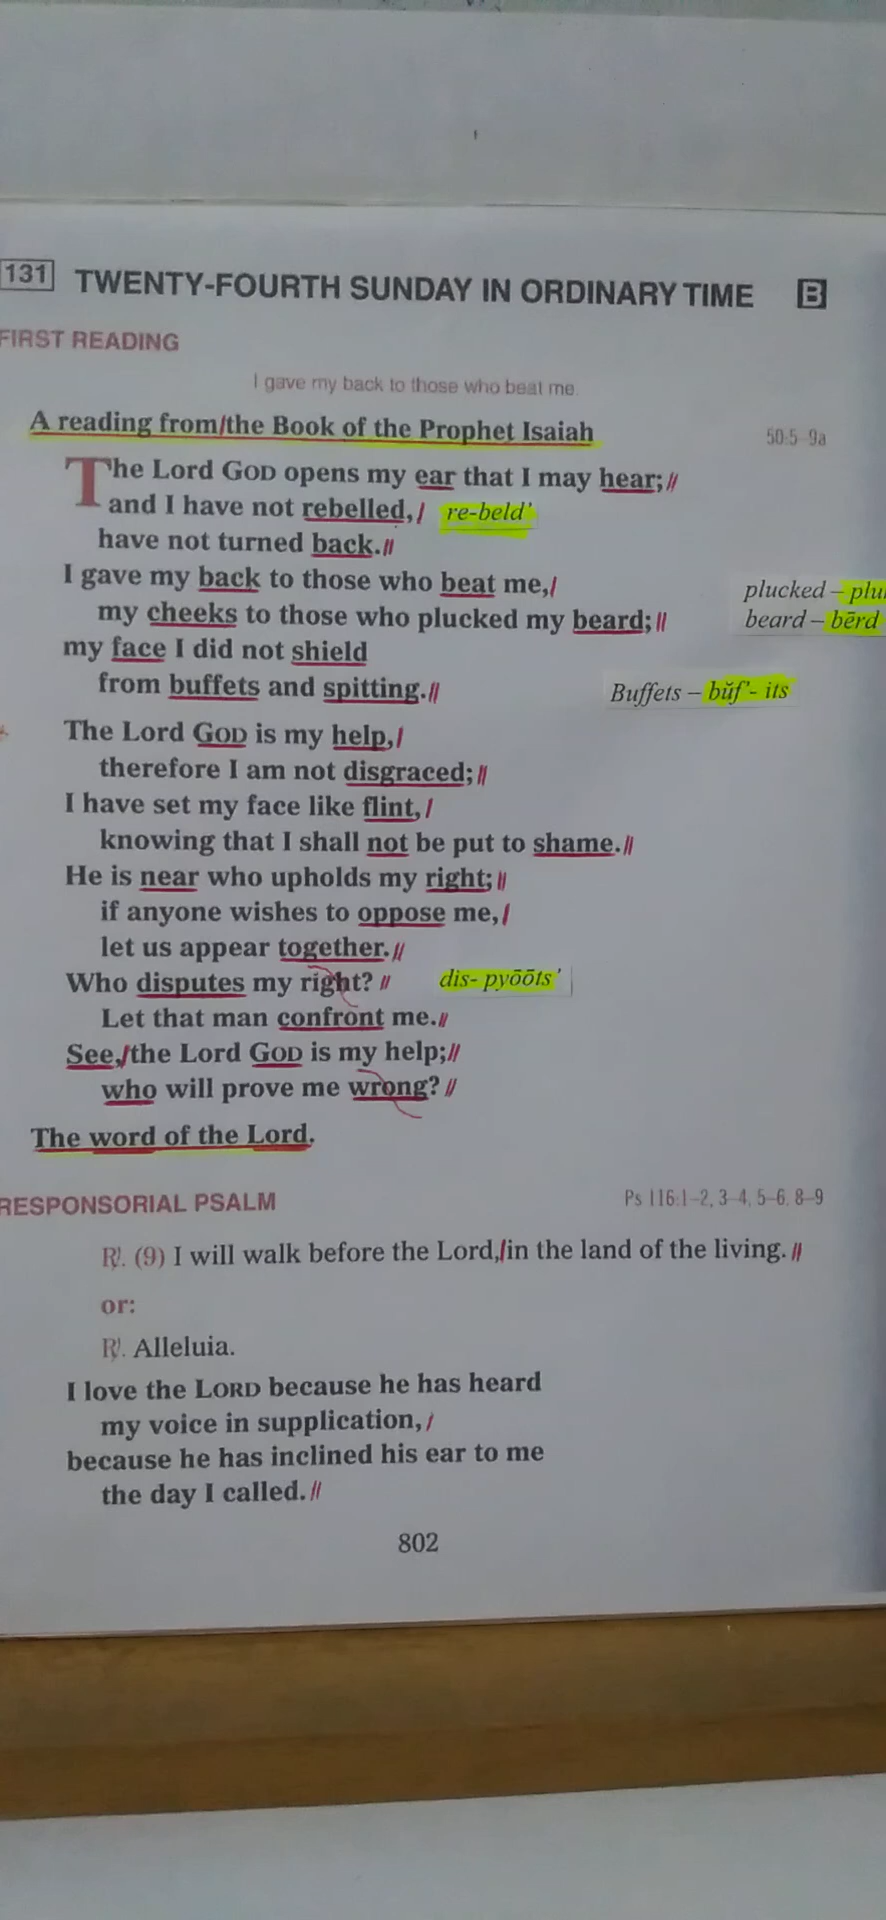 131 TWENTY-FOURTH SUNDAY IN ORDINARY TIME B
FIRST READING
I gave my back to those who beat me.
A reading from/the Book of the Prophet Isaiah 50:5-9a
The Lord GOD opens my ear that I may hear;//
and I have not rebelled,/ re-beld'
have not turned back.//
I gave my back to those who beat me,/ plucked –
my cheeks to those who plucked my beard;// beard – bērd
my face I did not shield
from buffets and spitting.// Buffets – bŭf'- its
The Lord GOD is my help,/
therefore I am not disgraced;//
I have set my face like flint,/
knowing that I shall not be put to shame.//
He is near who upholds my right;//
if anyone wishes to oppose me,/
let us appear together.//
Who disputes my right?// dis- pyōōts'
Let that man confront me.//
See,/the Lord GOD is my help;//
who will prove me wrong?//
The word of the Lord.
RESPONSORIAL PSALM Ps 116:1-2, 3-4, 5-6, 8-9
℟. (9) I will walk before the Lord,/in the land of the living.//
or:
℟. Alleluia.
I love the LORD because he has heard
my voice in supplication,/
because he has inclined his ear to me
the day I called.//
802